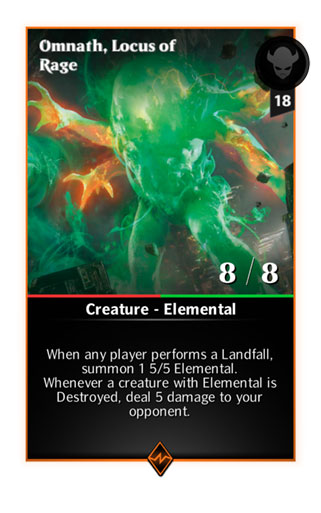 Omnath, Locus of
Rage
18
8 / 8
Creature - Elemental
When any player performs a Landfall,
summon 1 5/5 Elemental.
Whenever a creature with Elemental is
Destroyed, deal 5 damage to your
opponent.